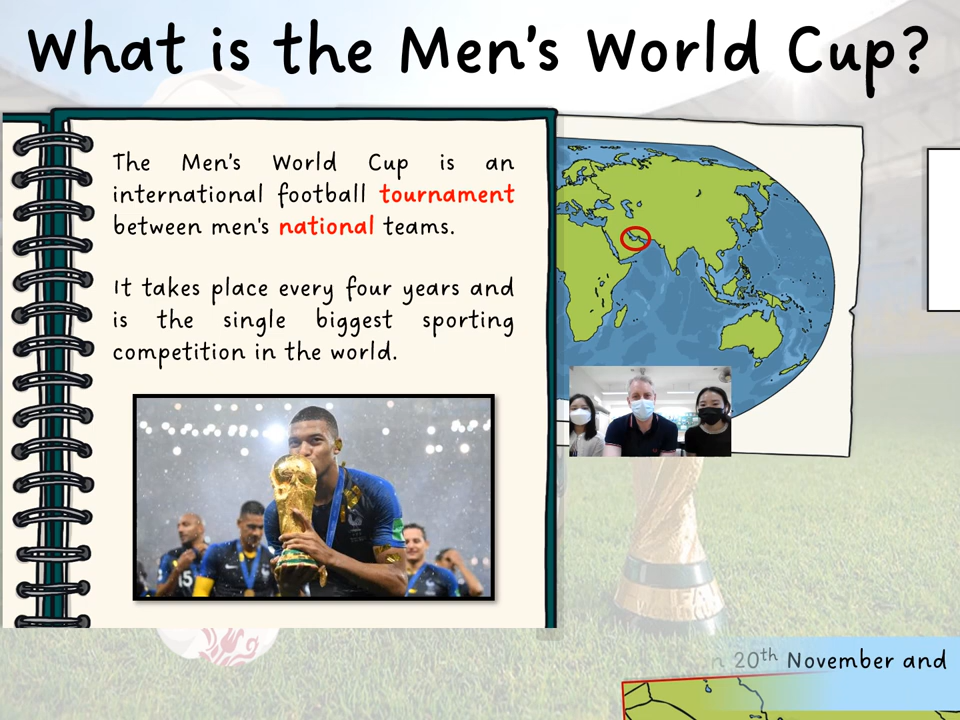 What is the Men's World Cup?
The Men's World Cup is an
international football tournament
between men's national teams.
It takes place every four years and
is the single biggest sporting
competition in the world.
15
n 20th November and